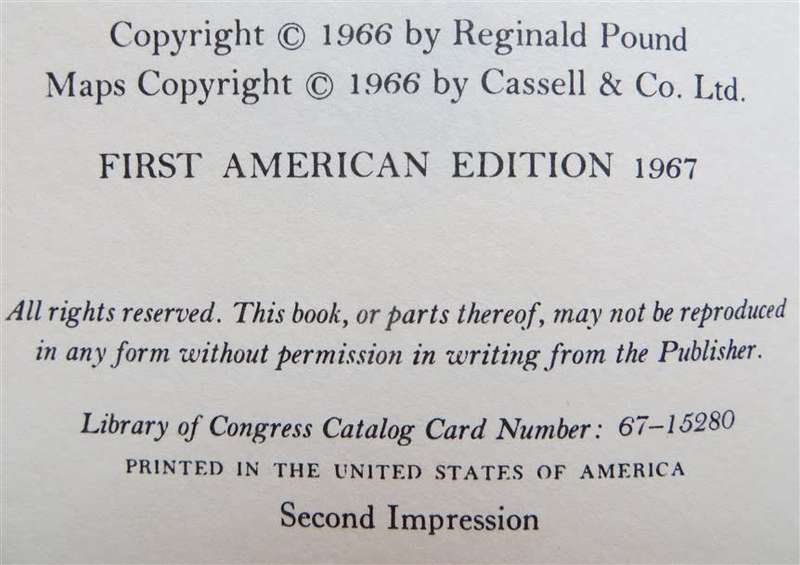 Copyright © 1966 by Reginald Pound
Maps Copyright © 1966 by Cassell & Co. Ltd.
FIRST AMERICAN EDITION 1967
All rights reserved. This book, or parts thereof, may not be reproduced
in any form without permission in writing from the Publisher.
Library of Congress Catalog Card Number: 67–15280
PRINTED IN THE UNITED STATES OF AMERICA
Second Impression